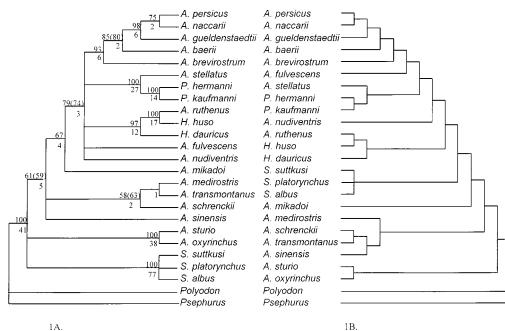 A. persicus A. persicus
75
98 2 A. naccarii A. naccarii
85(80) 6 A. gueldenstaedtii A. gueldenstaedtii
93 2 A. baerii A. baerii
6 A. brevirostrum A. brevirostrum
A. stellatus A. fulvescens
100
27 P. hermanni A. stellatus
100
14 P. kaufmanni P. hermanni
79(74) A. ruthenus P. kaufmanni
3 100
97 17 H. huso A. nudiventris
12 H. dauricus A. ruthenus
A. fulvescens H. huso
67 A. nudiventris H. dauricus
4 A. mikadoi S. suttkusi
61(59) A. medirostris S. platorynchus
5 1 A. transmontanus S. albus
58(63)
2 A. schrenckii A. mikadoi
A. sinensis A. medirostris
100 A. sturio A. schrenckii
41 100
38 A. oxyrinchus A. transmontanus
S. suttkusi A. sinensis
100 S. platorynchus A. sturio
77 S. albus A. oxyrinchus
Polyodon Polyodon
Psephurus Psephurus
1A. 1B.